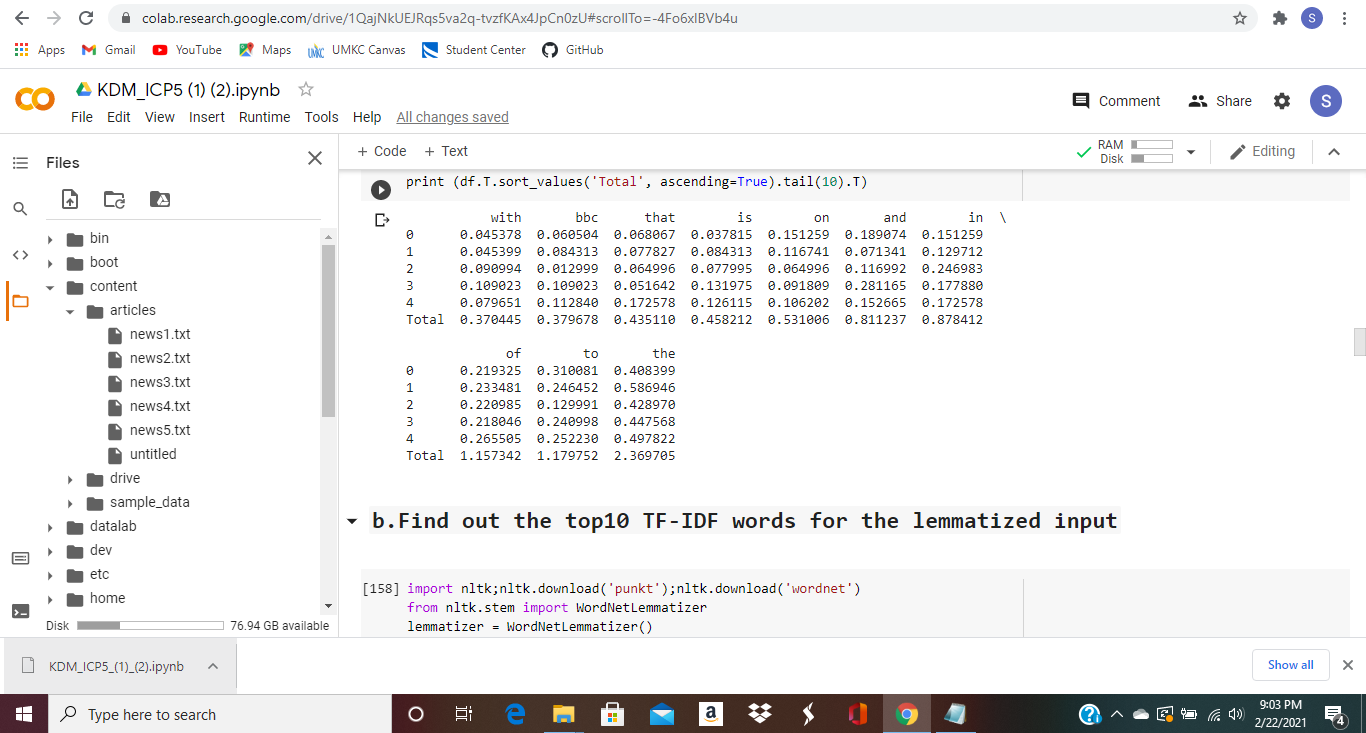 colab.research.google.com/drive/1QajNkUEJRqs5va2q-tvzfKAx4JpCn0zU#scrollTo=-4Fo6xlBVb4u
S
Apps Gmail YouTube Maps UMKC Canvas Student Center GitHub
KDM_ICP5 (1) (2).ipynb
File Edit View Insert Runtime Tools Help All changes saved
Comment Share S
Files
+ Code + Text
RAM
Disk
Editing
bin
boot
content
articles
news1.txt
news2.txt
news3.txt
news4.txt
news5.txt
untitled
drive
sample_data
datalab
dev
etc
home
Disk 76.94 GB available
print (df.T.sort_values('Total', ascending=True).tail(10).T)
with bbc that is on and in \
0 0.045378 0.060504 0.068067 0.037815 0.151259 0.189074 0.151259
1 0.045399 0.084313 0.077827 0.084313 0.116741 0.071341 0.129712
2 0.090994 0.012999 0.064996 0.077995 0.064996 0.116992 0.246983
3 0.109023 0.109023 0.051642 0.131975 0.091809 0.281165 0.177880
4 0.079651 0.112840 0.172578 0.126115 0.106202 0.152665 0.172578
Total 0.370445 0.379678 0.435110 0.458212 0.531006 0.811237 0.878412
of to the
0 0.219325 0.310081 0.408399
1 0.233481 0.246452 0.586946
2 0.220985 0.129991 0.428970
3 0.218046 0.240998 0.447568
4 0.265505 0.252230 0.497822
Total 1.157342 1.179752 2.369705
b.Find out the top10 TF-IDF words for the lemmatized input
[158] import nltk;nltk.download('punkt');nltk.download('wordnet')
from nltk.stem import WordNetLemmatizer
lemmatizer = WordNetLemmatizer()
KDM_ICP5_(1)_(2).ipynb
Show all
Type here to search
9:03 PM
2/22/2021
4